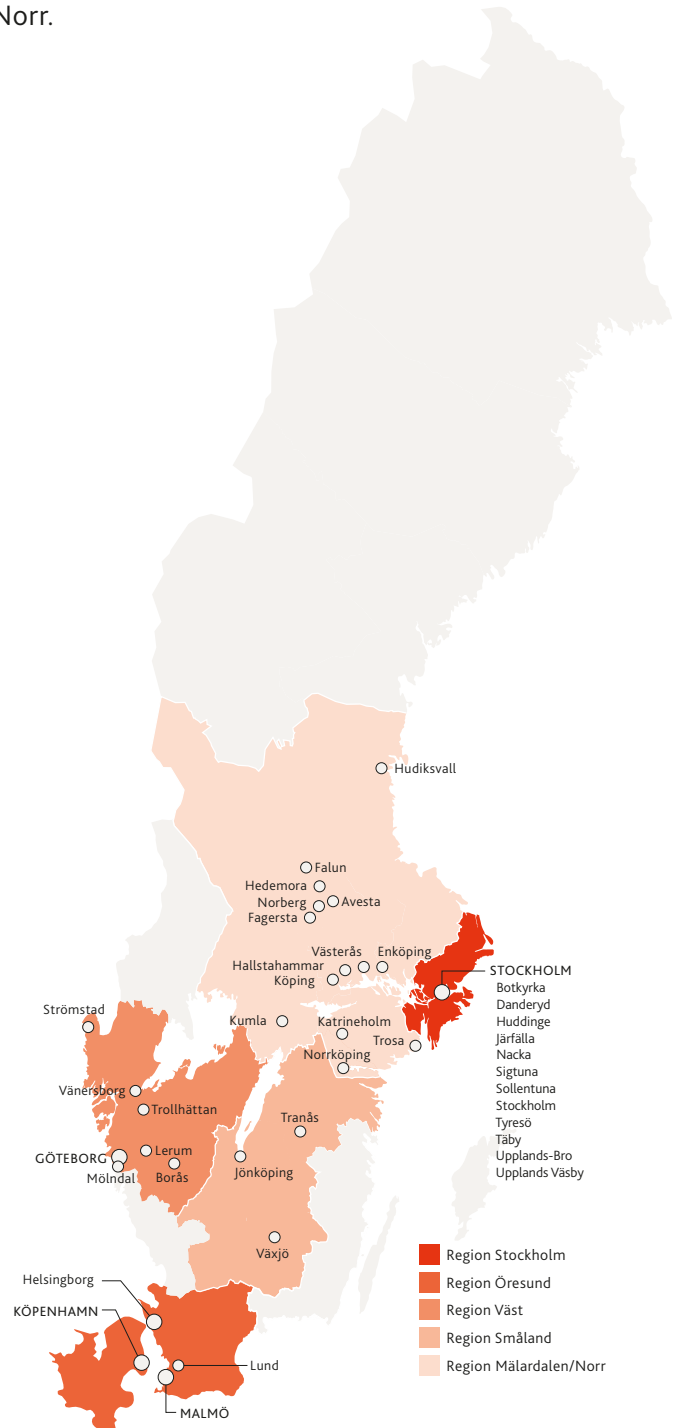 Norr.
Hudiksvall
Falun
Hedemora
Avesta
Norberg
Fagersta
Västerås
Enköping
Hallstahammar
Köping
STOCKHOLM
Botkyrka
Danderyd
Huddinge
Järfälla
Nacka
Sigtuna
Sollentuna
Stockholm
Tyresö
Täby
Upplands-Bro
Upplands Väsby
Strömstad
Kumla
Katrineholm
Trosa
Norrköping
Vänersborg
Trollhättan
Tranås
Lerum
GÖTEBORG
Mölndal
Borås
Jönköping
Växjö
Region Stockholm
Region Öresund
Region Väst
Region Småland
Region Mälardalen/Norr
Helsingborg
KÖPENHAMN
Lund
MALMÖ